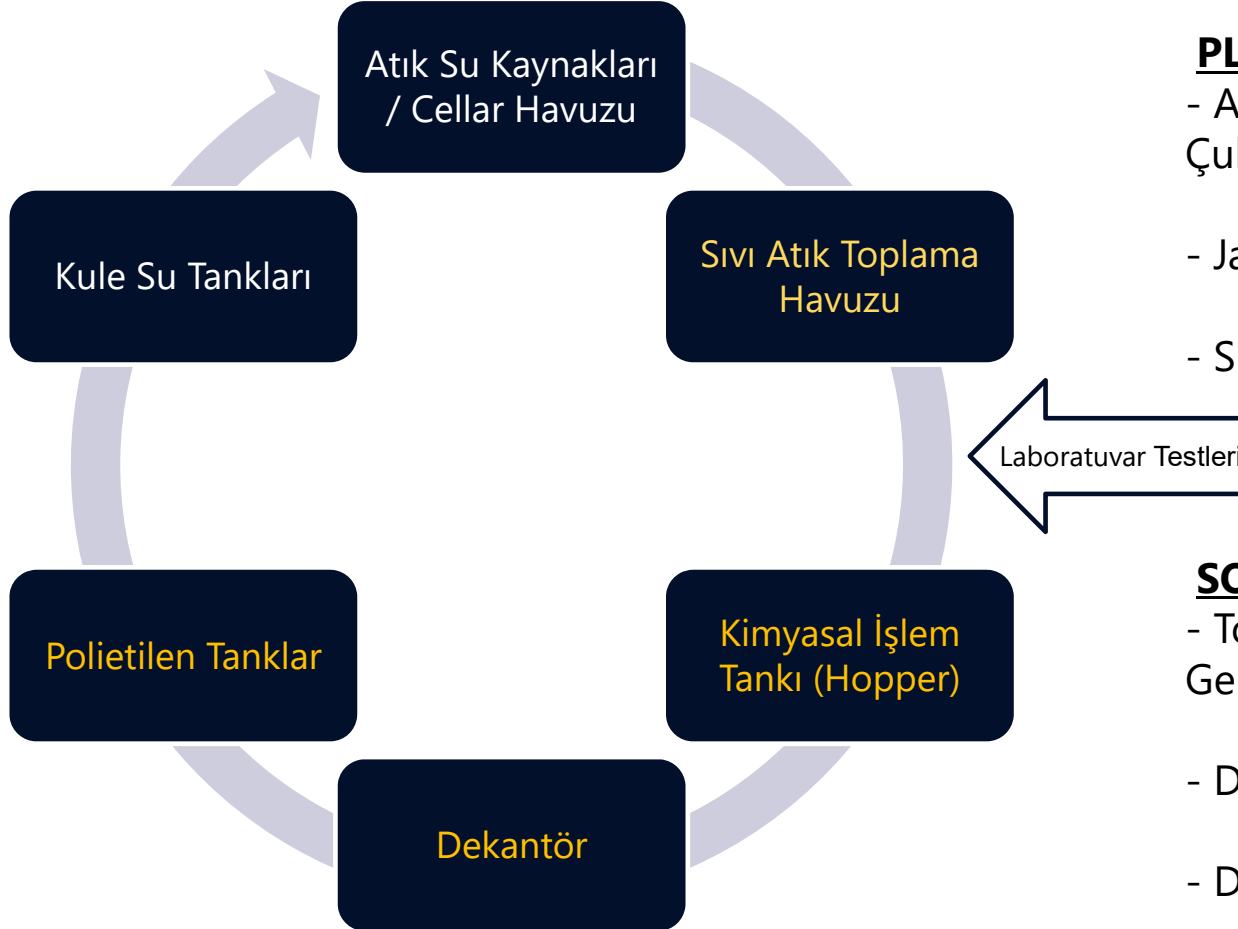 Atık Su Kaynakları
/ Cellar Havuzu
Sıvı Atık Toplama
Havuzu
Kule Su Tankları
Laboratuvar Testleri
Kimyasal İşlem
Tankı (Hopper)
Polietilen Tanklar
Dekantör